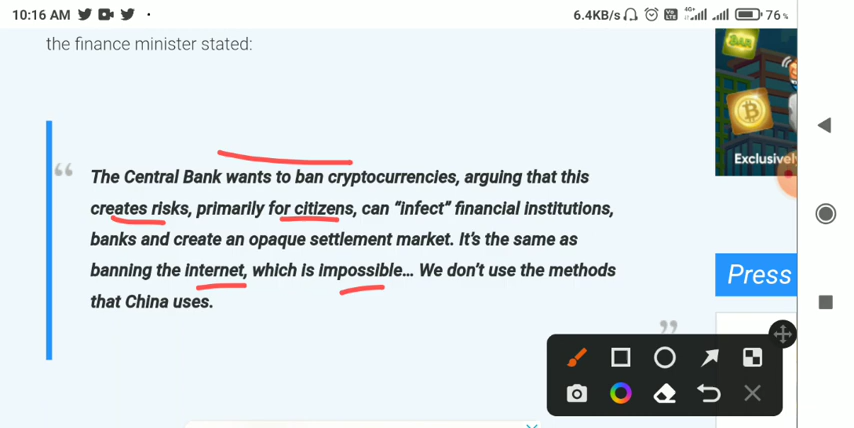 10:16 AM
6.4KB/s
4G+
76%
the finance minister stated:
“
The Central Bank wants to ban cryptocurrencies, arguing that this
creates risks, primarily for citizens, can “infect” financial institutions,
banks and create an opaque settlement market. It’s the same as
banning the internet, which is impossible... We don’t use the methods
that China uses.
”
Exclusively
Press